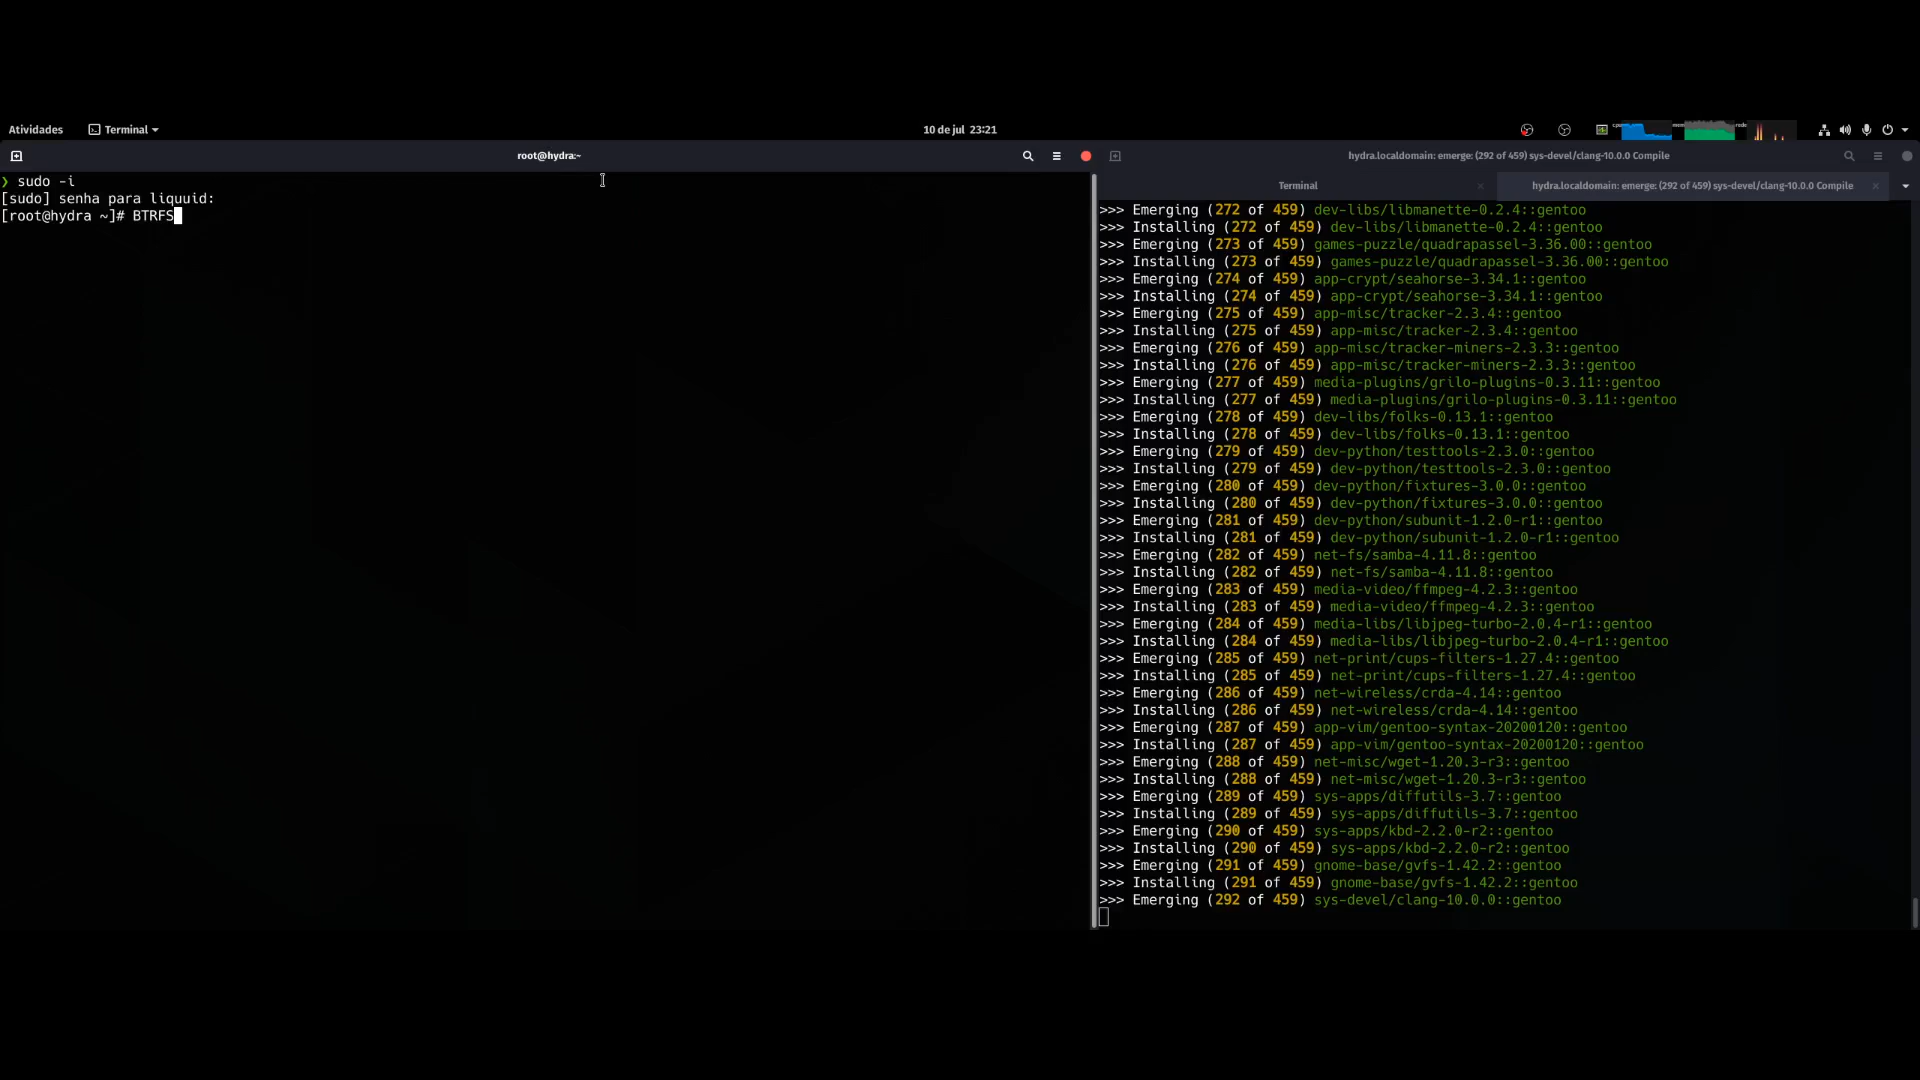 Atividades
Terminal
10 de jul 23:21
root@hydra:~
❯ sudo -i
[sudo] senha para liquuid:
[root@hydra ~]# BTRFS
hydra.localdomain: emerge: (292 of 459) sys-devel/clang-10.0.0 Compile
Terminal
hydra.localdomain: emerge: (292 of 459) sys-devel/clang-10.0.0 Compile
>>> Emerging (272 of 459) dev-libs/libmanette-0.2.4::gentoo
>>> Installing (272 of 459) dev-libs/libmanette-0.2.4::gentoo
>>> Emerging (273 of 459) games-puzzle/quadrapassel-3.36.00::gentoo
>>> Installing (273 of 459) games-puzzle/quadrapassel-3.36.00::gentoo
>>> Emerging (274 of 459) app-crypt/seahorse-3.34.1::gentoo
>>> Installing (274 of 459) app-crypt/seahorse-3.34.1::gentoo
>>> Emerging (275 of 459) app-misc/tracker-2.3.4::gentoo
>>> Installing (275 of 459) app-misc/tracker-2.3.4::gentoo
>>> Emerging (276 of 459) app-misc/tracker-miners-2.3.3::gentoo
>>> Installing (276 of 459) app-misc/tracker-miners-2.3.3::gentoo
>>> Emerging (277 of 459) media-plugins/grilo-plugins-0.3.11::gentoo
>>> Installing (277 of 459) media-plugins/grilo-plugins-0.3.11::gentoo
>>> Emerging (278 of 459) dev-libs/folks-0.13.1::gentoo
>>> Installing (278 of 459) dev-libs/folks-0.13.1::gentoo
>>> Emerging (279 of 459) dev-python/testtools-2.3.0::gentoo
>>> Installing (279 of 459) dev-python/testtools-2.3.0::gentoo
>>> Emerging (280 of 459) dev-python/fixtures-3.0.0::gentoo
>>> Installing (280 of 459) dev-python/fixtures-3.0.0::gentoo
>>> Emerging (281 of 459) dev-python/subunit-1.2.0-r1::gentoo
>>> Installing (281 of 459) dev-python/subunit-1.2.0-r1::gentoo
>>> Emerging (282 of 459) net-fs/samba-4.11.8::gentoo
>>> Installing (282 of 459) net-fs/samba-4.11.8::gentoo
>>> Emerging (283 of 459) media-video/ffmpeg-4.2.3::gentoo
>>> Installing (283 of 459) media-video/ffmpeg-4.2.3::gentoo
>>> Emerging (284 of 459) media-libs/libjpeg-turbo-2.0.4-r1::gentoo
>>> Installing (284 of 459) media-libs/libjpeg-turbo-2.0.4-r1::gentoo
>>> Emerging (285 of 459) net-print/cups-filters-1.27.4::gentoo
>>> Installing (285 of 459) net-print/cups-filters-1.27.4::gentoo
>>> Emerging (286 of 459) net-wireless/crda-4.14::gentoo
>>> Installing (286 of 459) net-wireless/crda-4.14::gentoo
>>> Emerging (287 of 459) app-vim/gentoo-syntax-20200120::gentoo
>>> Installing (287 of 459) app-vim/gentoo-syntax-20200120::gentoo
>>> Emerging (288 of 459) net-misc/wget-1.20.3-r3::gentoo
>>> Installing (288 of 459) net-misc/wget-1.20.3-r3::gentoo
>>> Emerging (289 of 459) sys-apps/diffutils-3.7::gentoo
>>> Installing (289 of 459) sys-apps/diffutils-3.7::gentoo
>>> Emerging (290 of 459) sys-apps/kbd-2.2.0-r2::gentoo
>>> Installing (290 of 459) sys-apps/kbd-2.2.0-r2::gentoo
>>> Emerging (291 of 459) gnome-base/gvfs-1.42.2::gentoo
>>> Installing (291 of 459) gnome-base/gvfs-1.42.2::gentoo
>>> Emerging (292 of 459) sys-devel/clang-10.0.0::gentoo